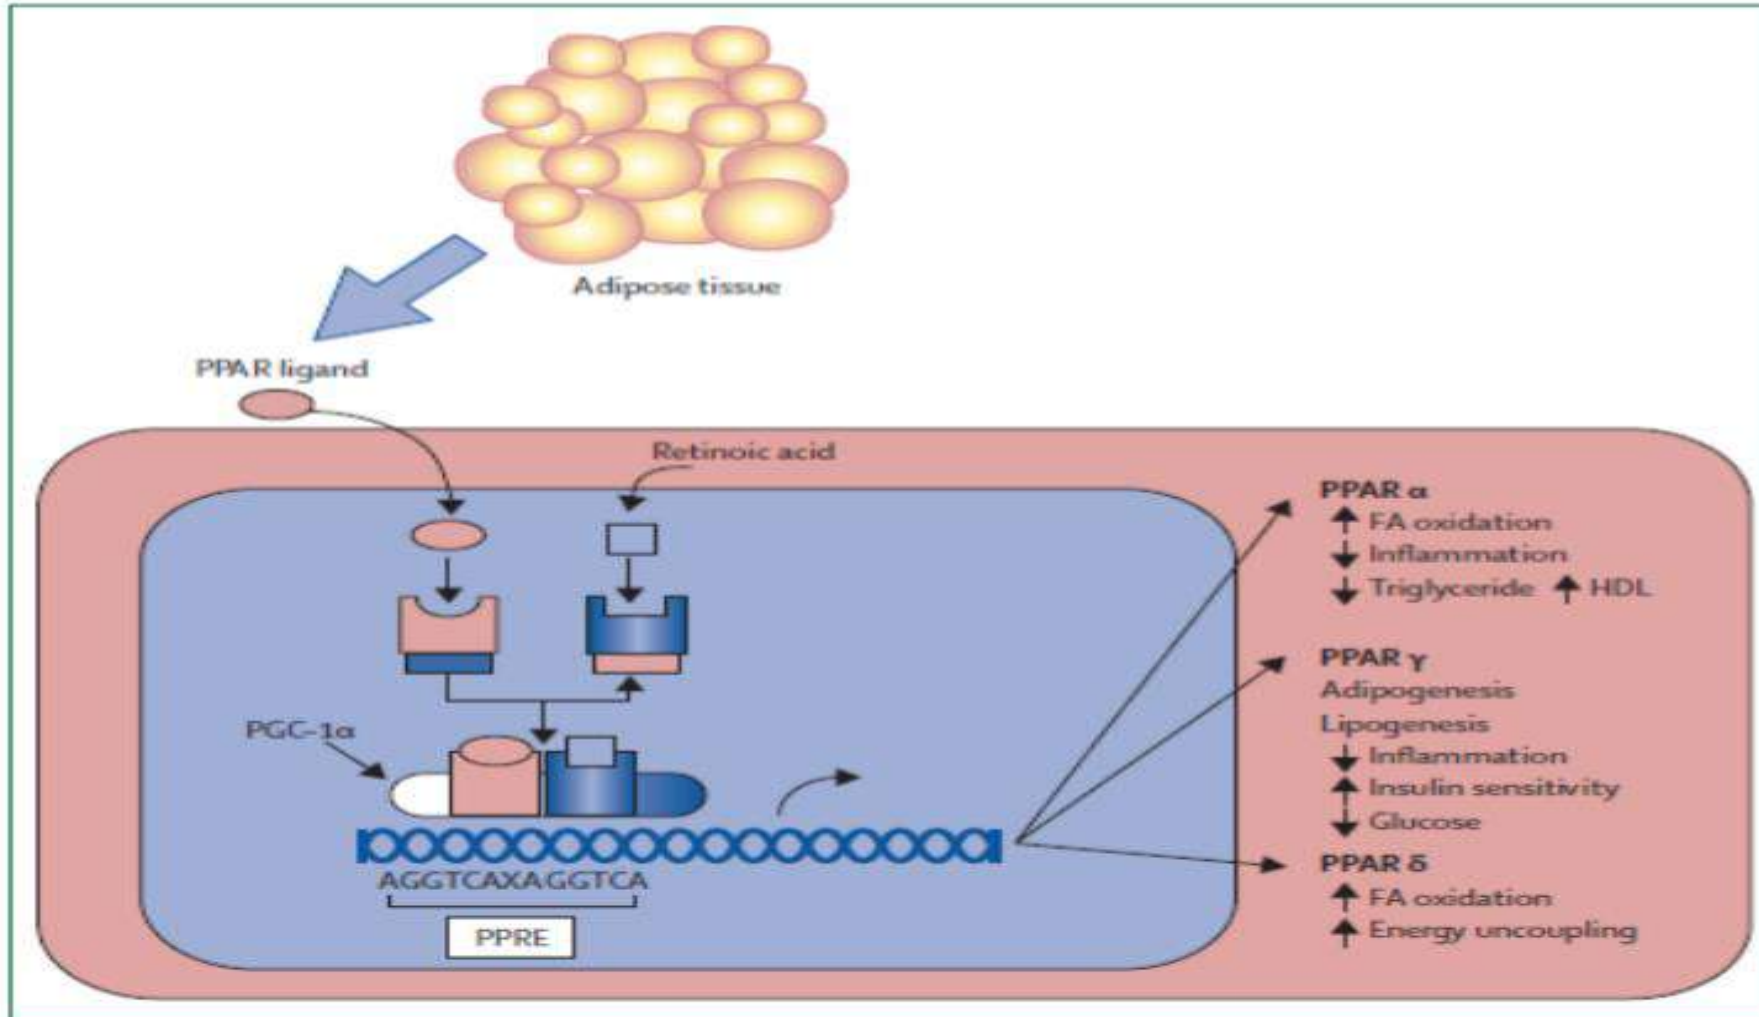 Adipose tissue
PPAR ligand
Retinoic acid
PGC-1α
AGGTCAXAGGTCA
PPRE
PPAR α
FA oxidation
Inflammation
Triglyceride HDL
PPAR γ
Adipogenesis
Lipogenesis
Inflammation
Insulin sensitivity
Glucose
PPAR δ
FA oxidation
Energy uncoupling